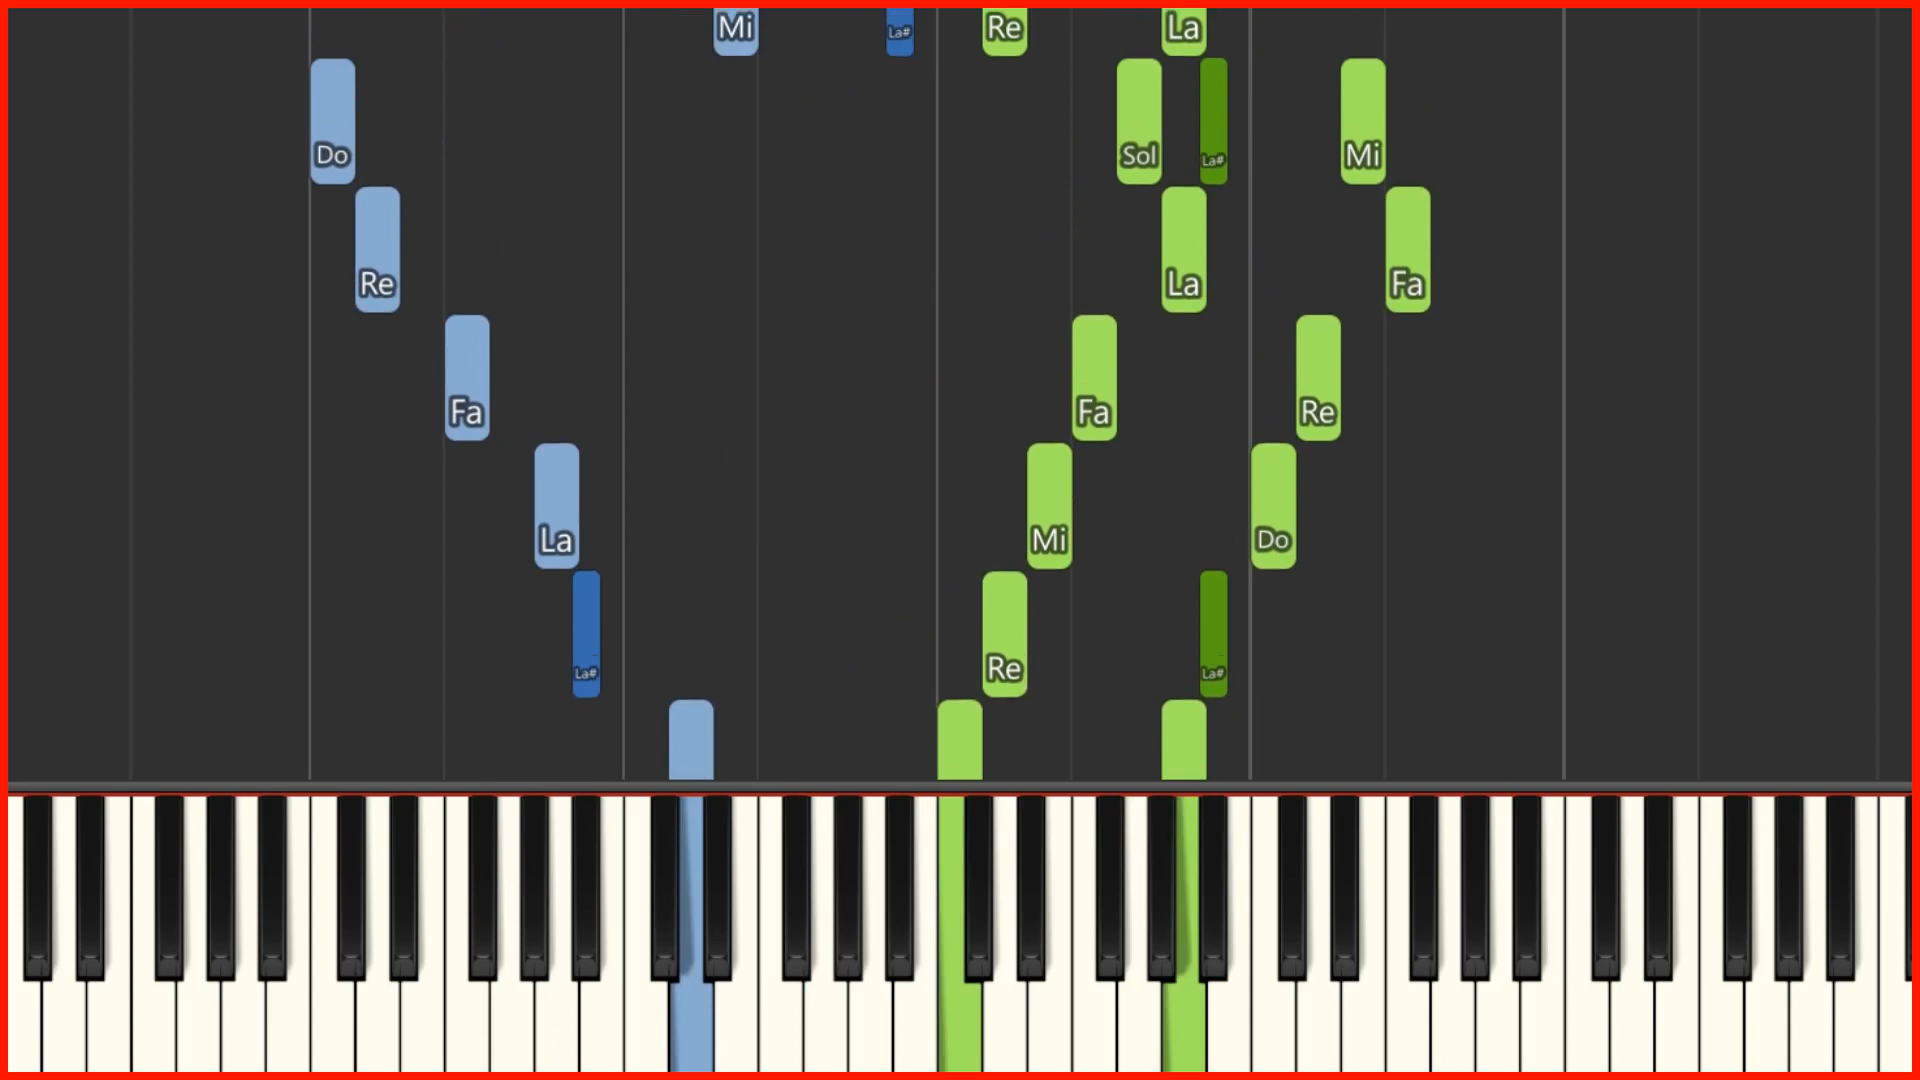 Mi La# Re La
Do Sol La# Mi
Re La Fa
Fa Fa Re
La Mi Do
La# Re La#